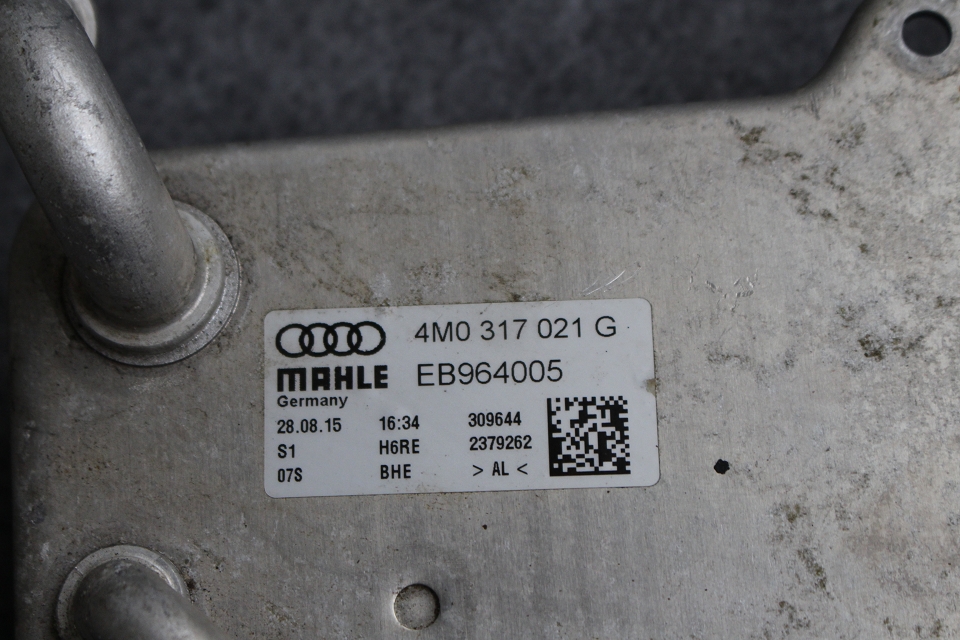 4M0 317 021 G
MAHLE EB964005
Germany
28.08.15 16:34 309644
S1 H6RE 2379262
07S BHE > AL <